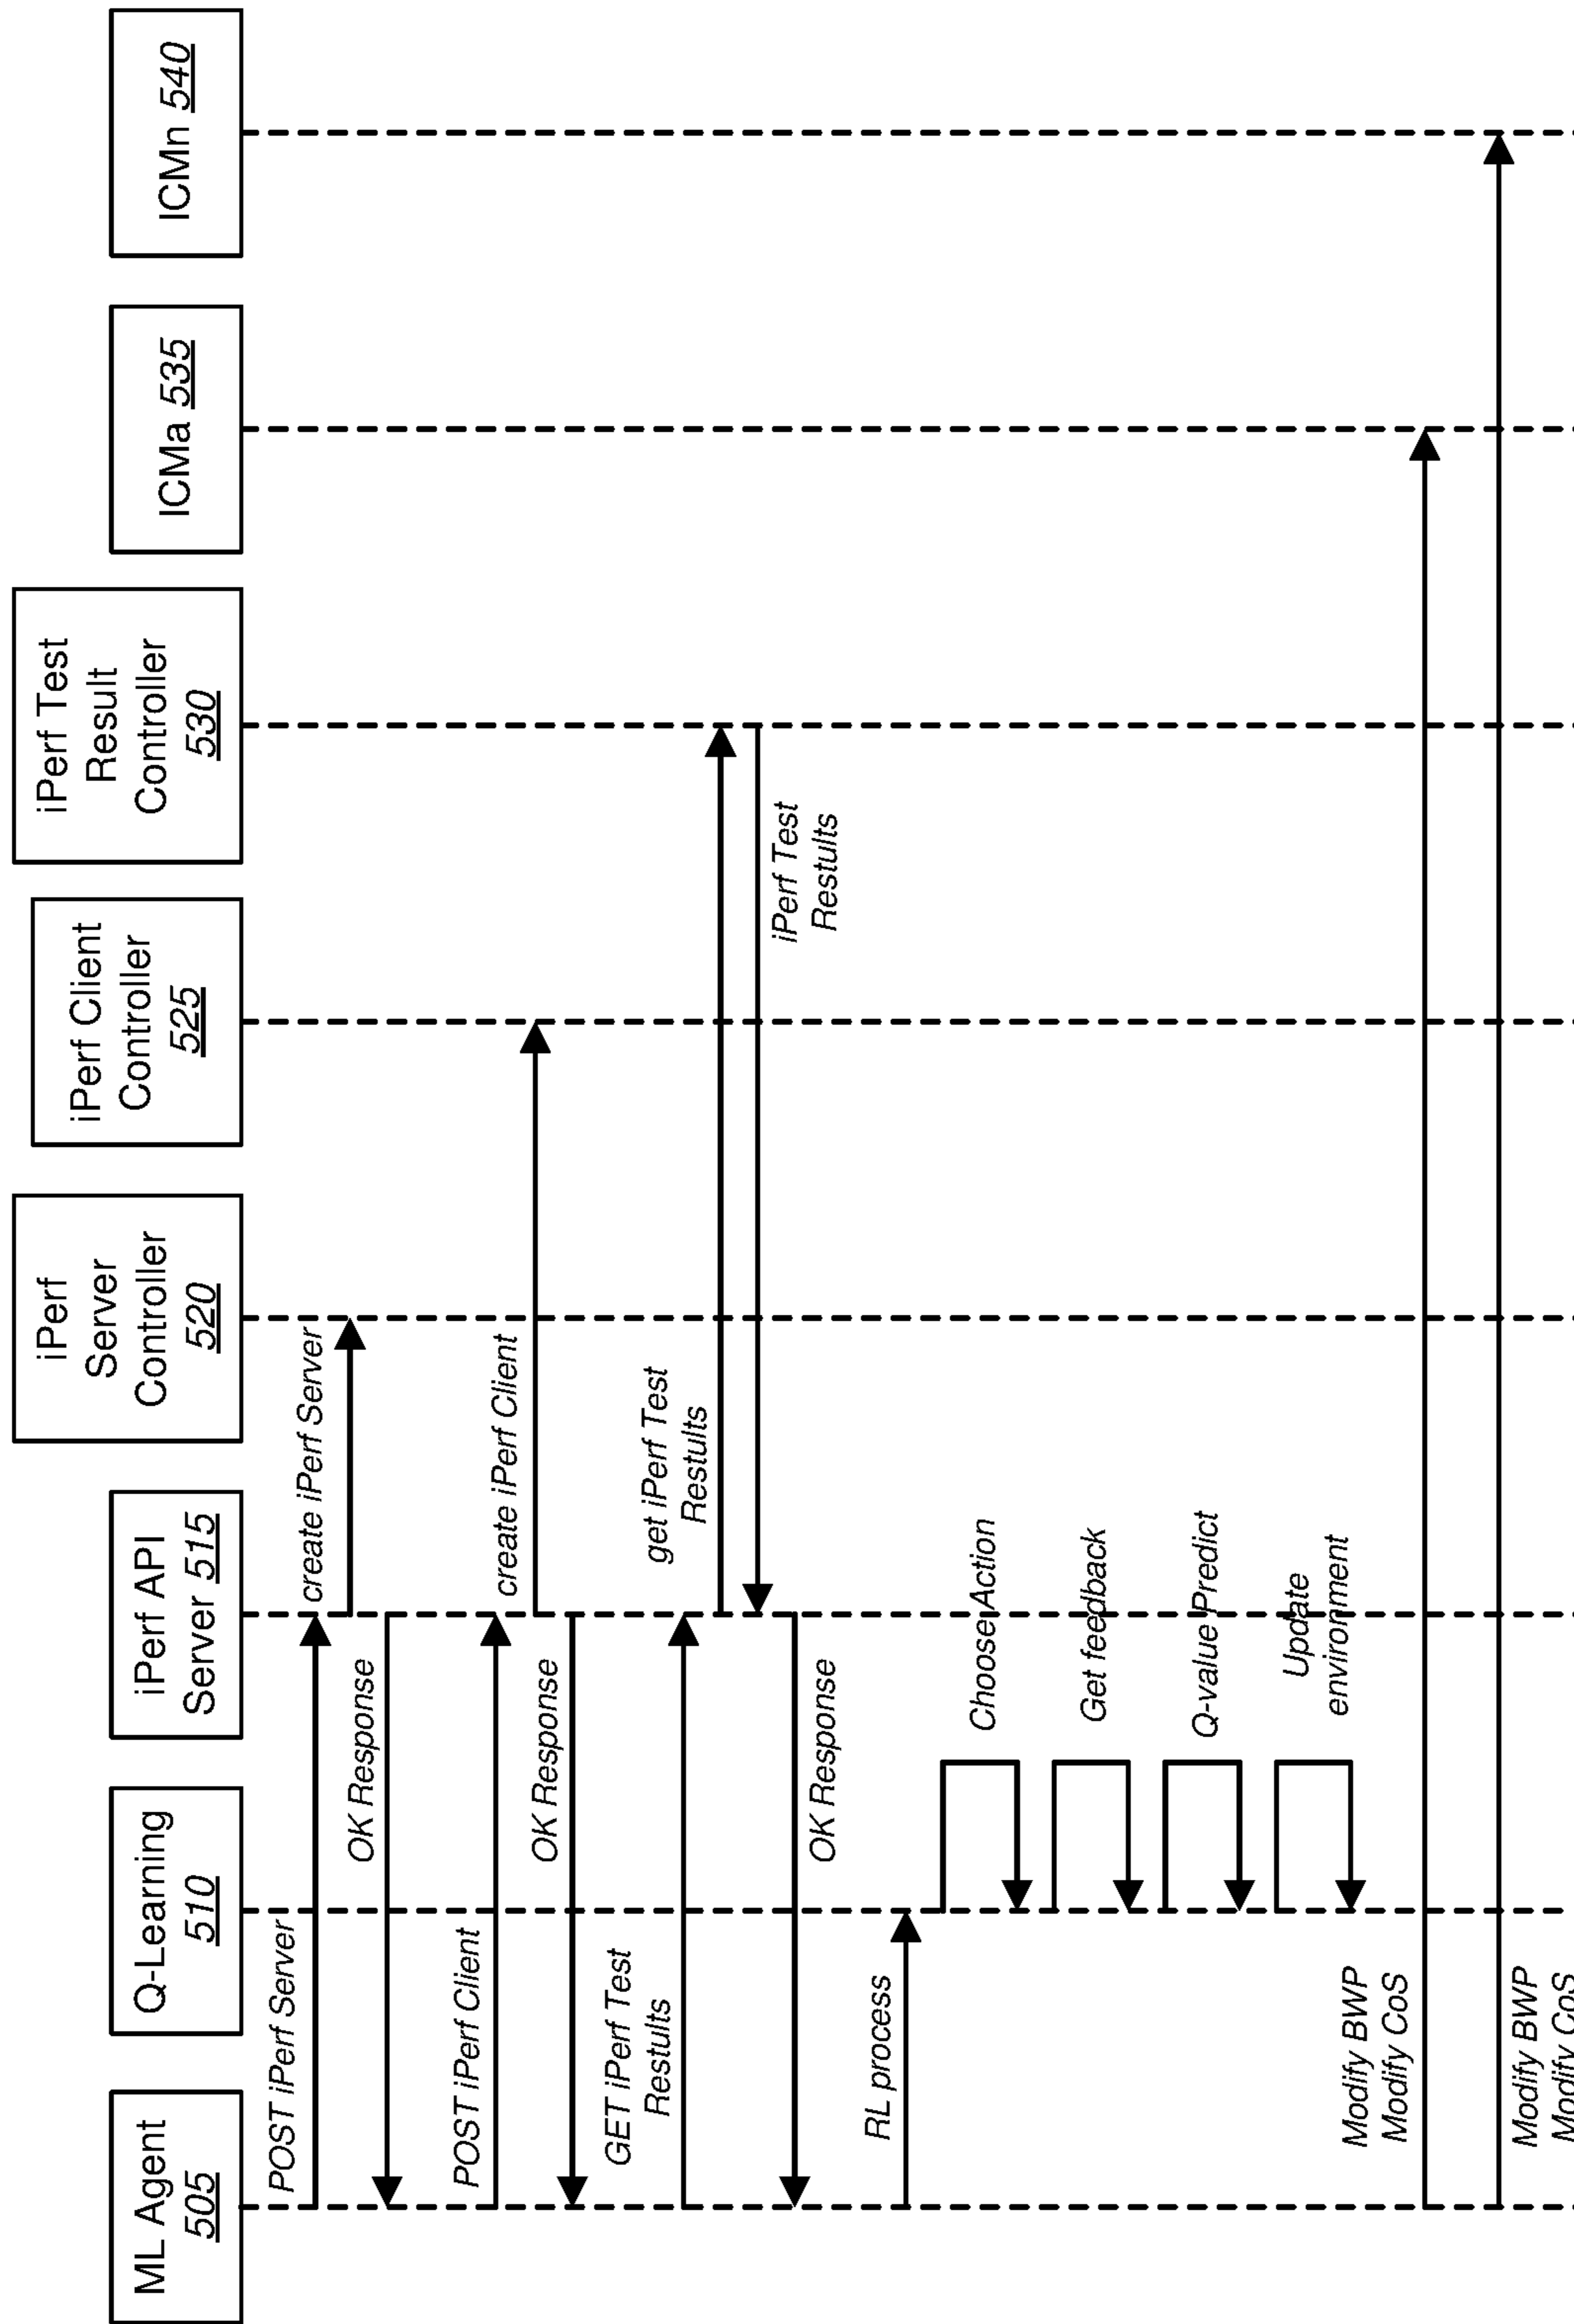 ML Agent
505
Q-Learning
510
iPerf API
Server 515
iPerf
Server
Controller
520
iPerf Client
Controller
525
iPerf Test
Result
Controller
530
ICMa 535
ICMn 540
POST iPerf Server
create iPerf Server
OK Response
POST iPerf Client
create iPerf Client
OK Response
GET iPerf Test
Restults
get iPerf Test
Restults
iPerf Test
Restults
OK Response
RL process
Choose Action
Get feedback
Q-value Predict
Update
environment
Modify BWP
Modify CoS
Modify BWP
Modify CoS